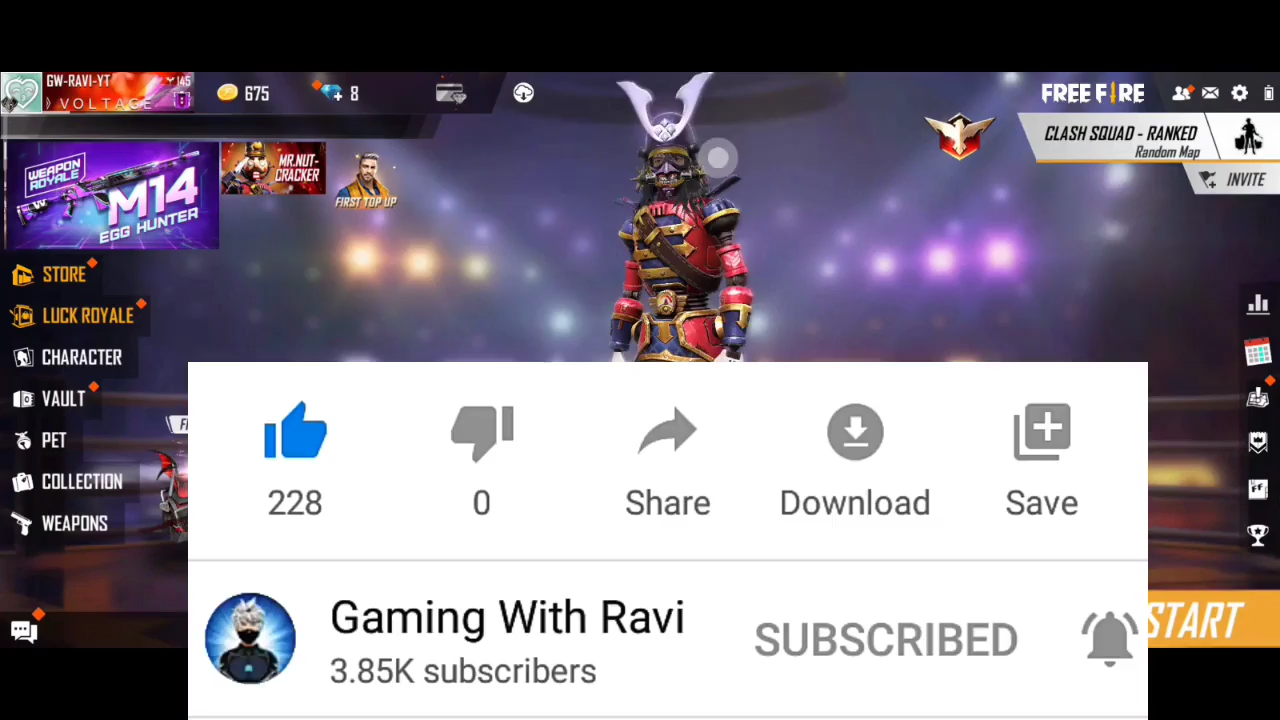 GW-RAVI-YT
145
VOLTAGE
675
8
FREE FIRE
CLASH SQUAD - RANKED
Random Map
INVITE
WEAPON
ROYALE
M14
EGG HUNTER
MR.NUT-
CRACKER
FIRST TOP UP
STORE
LUCK ROYALE
CHARACTER
VAULT
PET
COLLECTION
WEAPONS
START
228
0
Share
Download
Save
Gaming With Ravi
3.85K subscribers
SUBSCRIBED